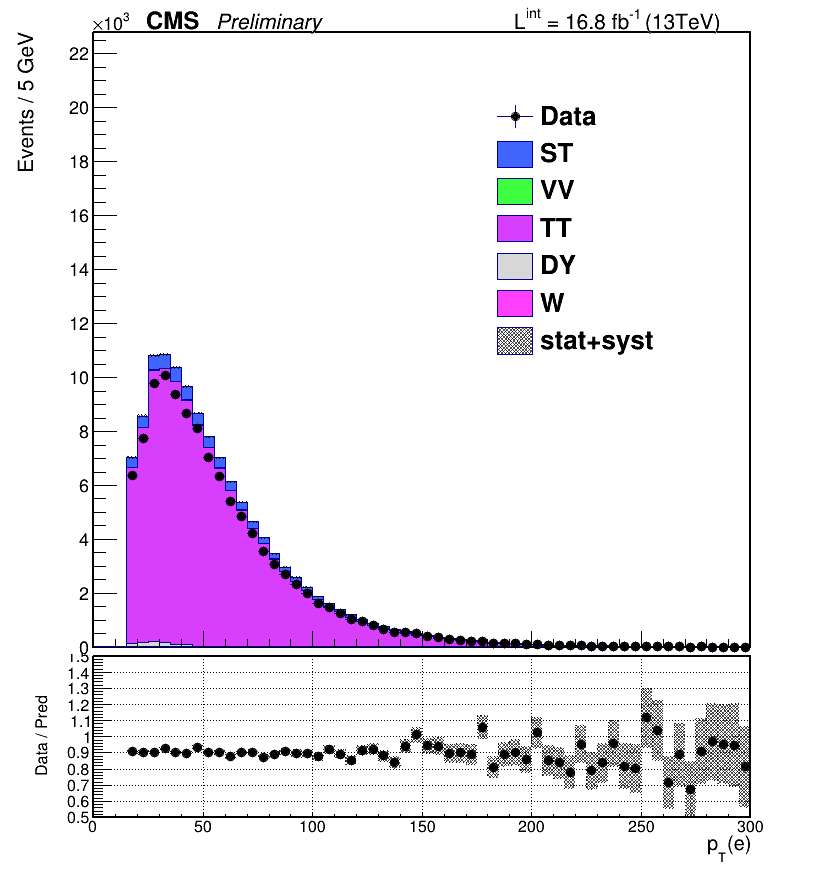 ×10³ CMS Preliminary L^int = 16.8 fb⁻¹ (13TeV)
Events / 5 GeV
22
20
18
16
14
12
10
8
6
4
2
0
Data
ST
VV
TT
DY
W
stat+syst
Data / Pred
1.5
1.4
1.3
1.2
1.1
1
0.9
0.8
0.7
0.6
0.5
0 50 100 150 200 250 300
p_T(e)